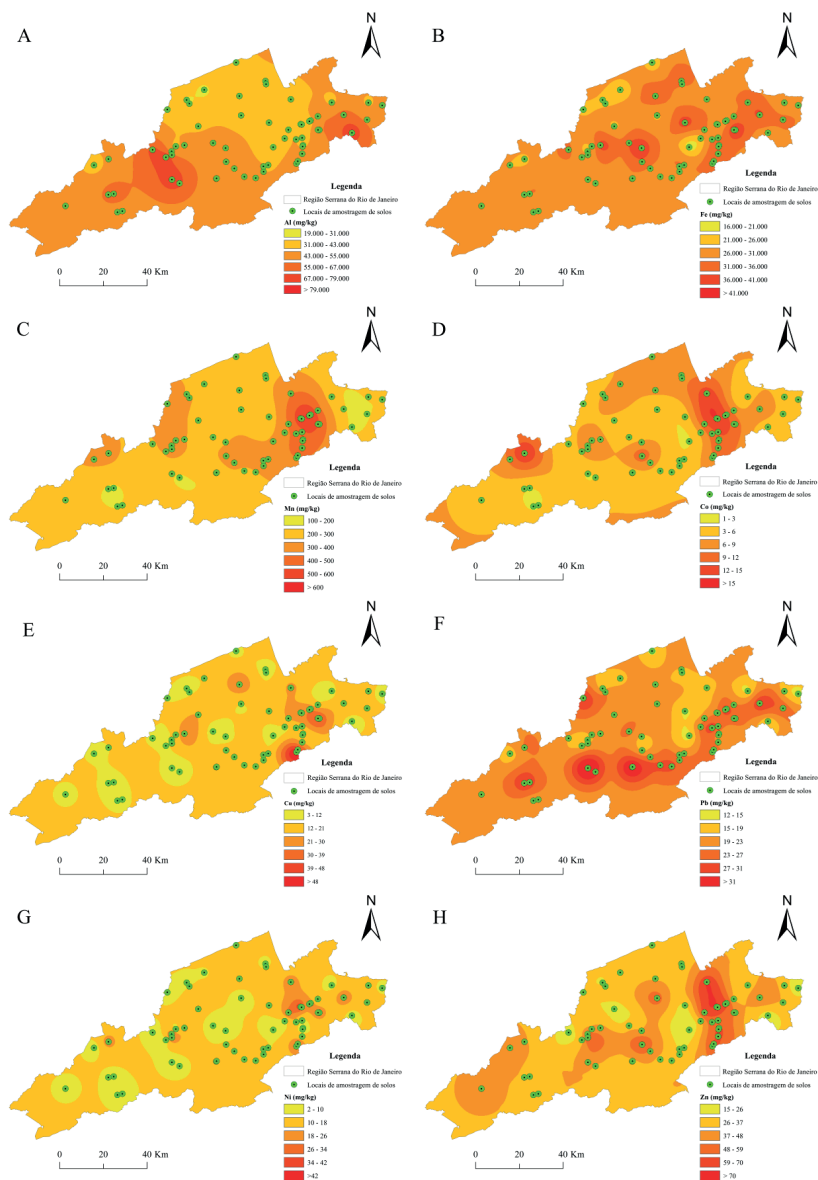 A
N
Legenda
Região Serrana do Rio de Janeiro
Locais de amostragem de solos
Al (mg/kg)
19.000 - 31.000
31.000 - 43.000
43.000 - 55.000
55.000 - 67.000
67.000 - 79.000
> 79.000
0 40 Km
B
N
Legenda
Região Serrana do Rio de Janeiro
Locais de amostragem de solos
Fe (mg/kg)
16.000 - 21.000
21.000 - 26.000
26.000 - 31.000
31.000 - 36.000
36.000 - 41.000
> 41.000
0 40 Km
C
N
Legenda
Região Serrana do Rio de Janeiro
Locais de amostragem de solos
Mn (mg/kg)
100 - 200
200 - 300
300 - 400
400 - 500
500 - 600
> 600
0 40 Km
D
N
Legenda
Região Serrana do Rio de Janeiro
Locais de amostragem de solos
Co (mg/kg)
1 - 3
3 - 6
6 - 9
9 - 12
12 - 15
> 15
0 40 Km
E
N
Legenda
Região Serrana do Rio de Janeiro
Locais de amostragem de solos
Cu (mg/kg)
3 - 12
12 - 21
21 - 30
30 - 39
39 - 48
> 48
0 40 Km
F
N
Legenda
Região Serrana do Rio de Janeiro
Locais de amostragem de solos
Pb (mg/kg)
12 - 15
15 - 19
19 - 23
23 - 27
27 - 31
> 31
0 40 Km
G
N
Legenda
Região Serrana do Rio de Janeiro
Locais de amostragem de solos
Ni (mg/kg)
2 - 10
10 - 18
18 - 26
26 - 34
34 - 42
>42
0 40 Km
H
N
Legenda
Região Serrana do Rio de Janeiro
Locais de amostragem de solos
Zn (mg/kg)
15 - 26
26 - 37
37 - 48
48 - 59
59 - 70
> 70
0 40 Km